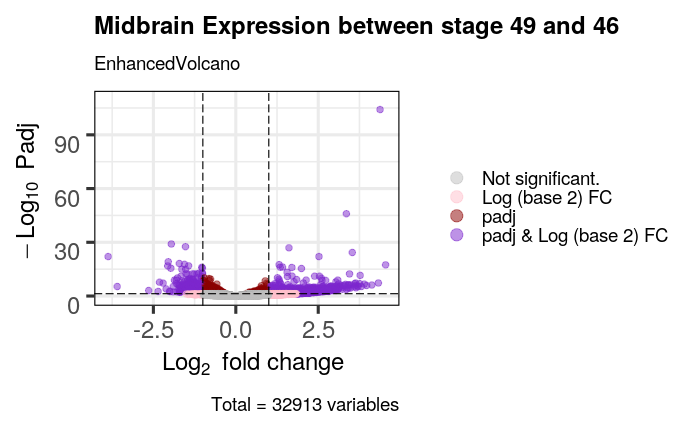 Midbrain Expression between stage 49 and 46
EnhancedVolcano
− Log10 Padj
90
60
30
0
-2.5 0.0 2.5
Log2 fold change
Not significant.
Log (base 2) FC
padj
padj & Log (base 2) FC
Total = 32913 variables